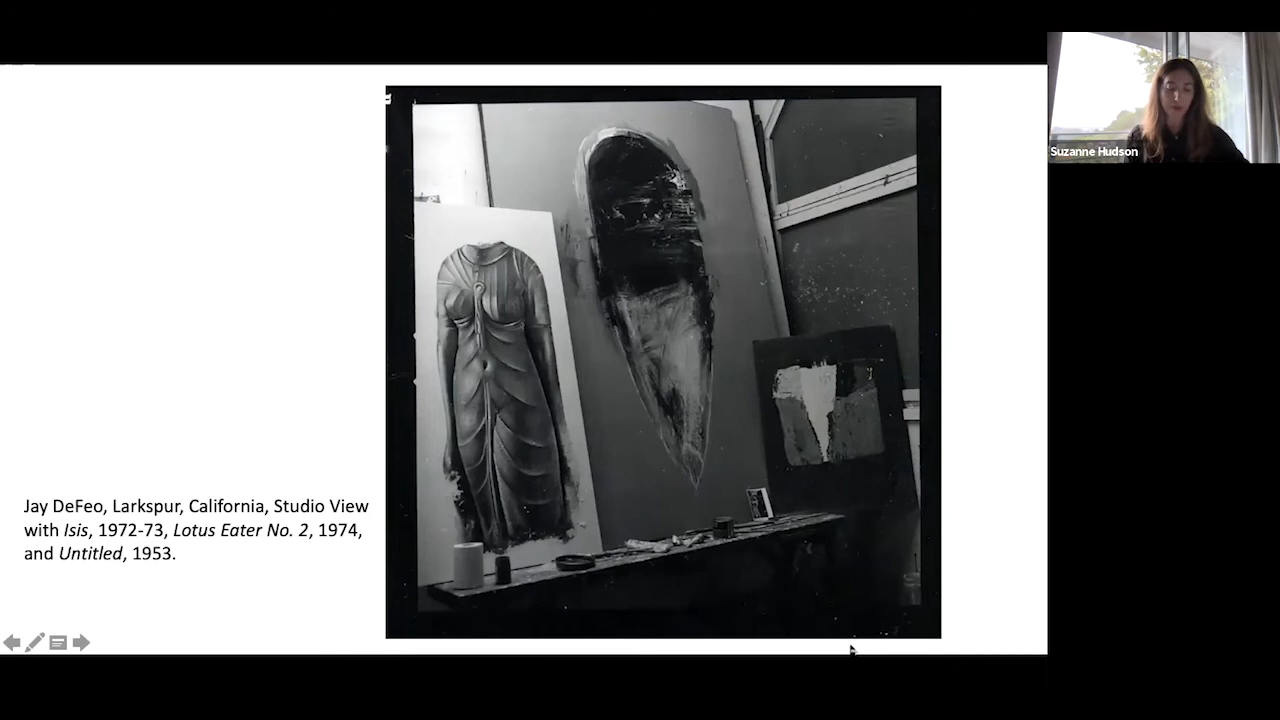 Suzanne Hudson
Jay DeFeo, Larkspur, California, Studio View
with Isis, 1972-73, Lotus Eater No. 2, 1974,
and Untitled, 1953.